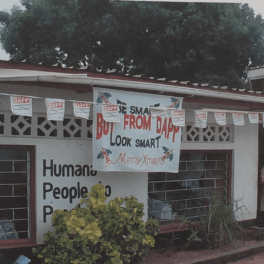 BE SMART
BUY FROM DAPP
LOOK SMART
Merry Xmas
DAPP
DAPP
DAPP
DAPP
Humana
People to